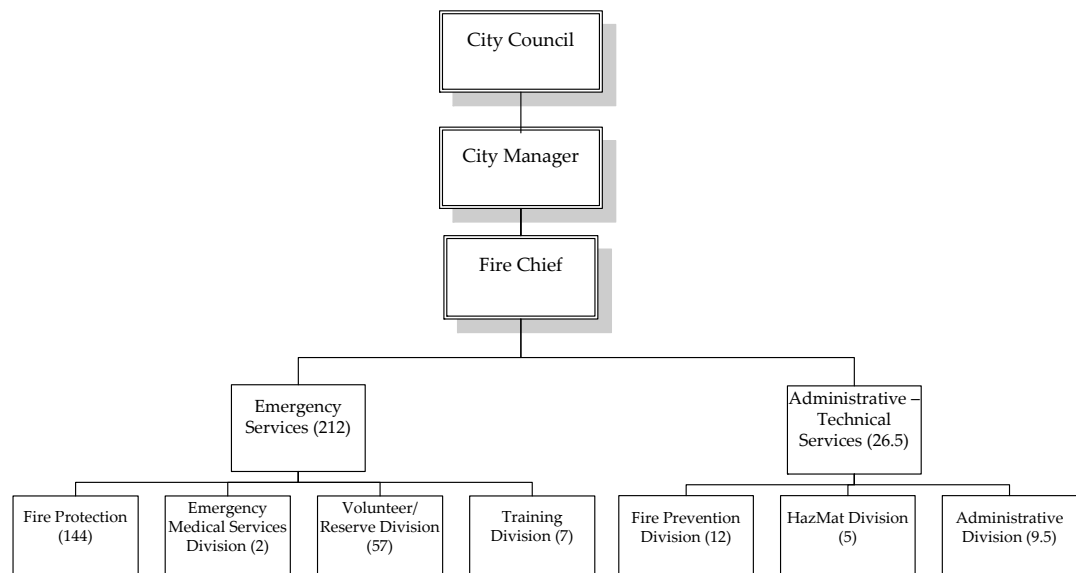 City Council
City Manager
Fire Chief
Emergency
Services (212)
Administrative –
Technical
Services (26.5)
Fire Protection
(144)
Emergency
Medical Services
Division (2)
Volunteer/
Reserve Division
(57)
Training
Division (7)
Fire Prevention
Division (12)
HazMat Division
(5)
Administrative
Division (9.5)